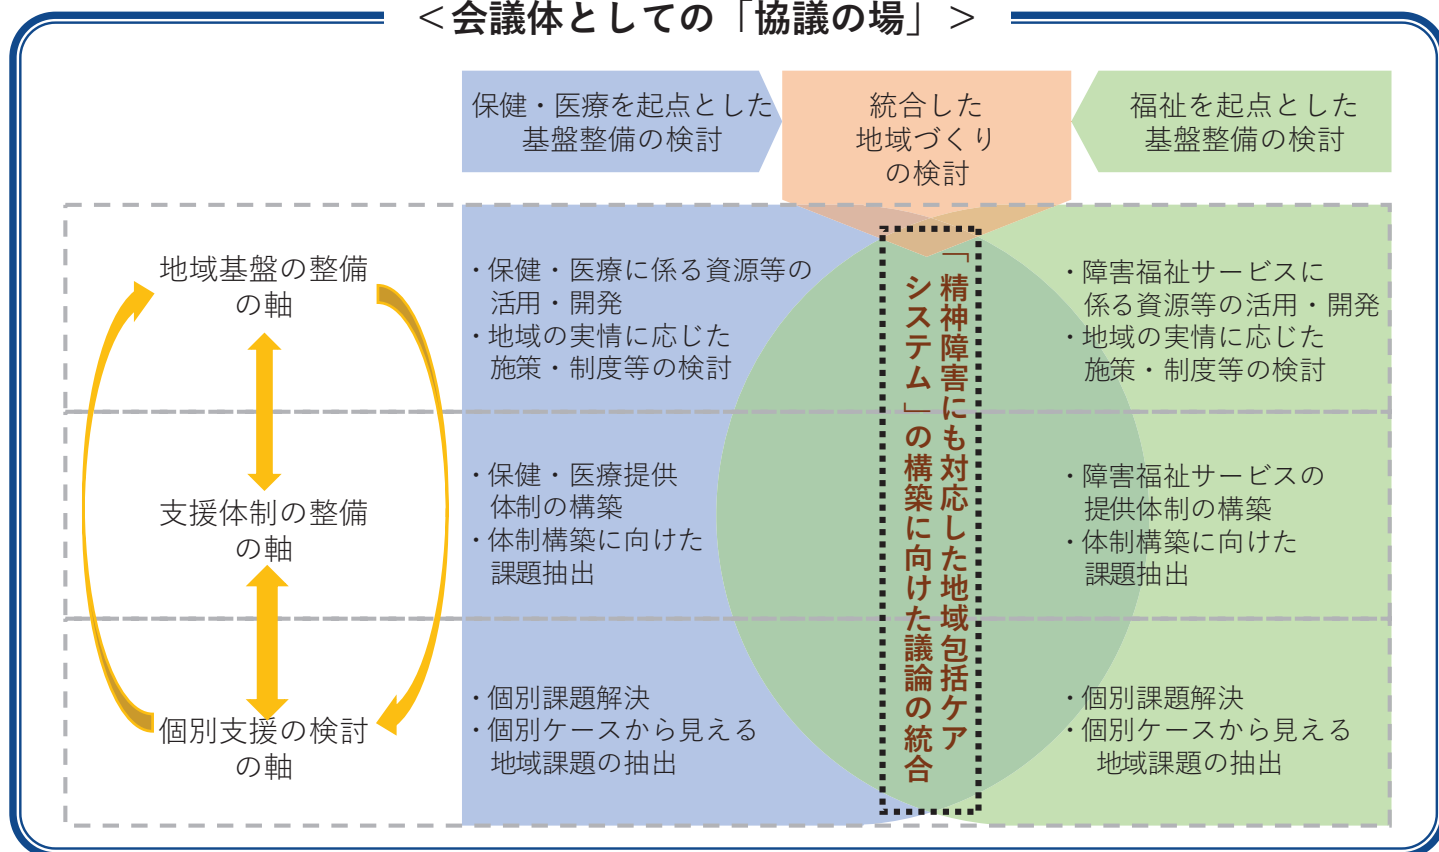 ＜会議体としての「協議の場」＞
保健・医療を起点とした
基盤整備の検討
統合した
地域づくり
の検討
福祉を起点とした
基盤整備の検討
地域基盤の整備
の軸
・保健・医療に係る資源等の
活用・開発
・地域の実情に応じた
施策・制度等の検討
「精神障害にも対応した地域包括ケア
システム」の構築に向けた議論の統合
・障害福祉サービスに
係る資源等の活用・開発
・地域の実情に応じた
施策・制度等の検討
支援体制の整備
の軸
・保健・医療提供
体制の構築
・体制構築に向けた
課題抽出
・障害福祉サービスの
提供体制の構築
・体制構築に向けた
課題抽出
個別支援の検討
の軸
・個別課題解決
・個別ケースから見える
地域課題の抽出
・個別課題解決
・個別ケースから見える
地域課題の抽出